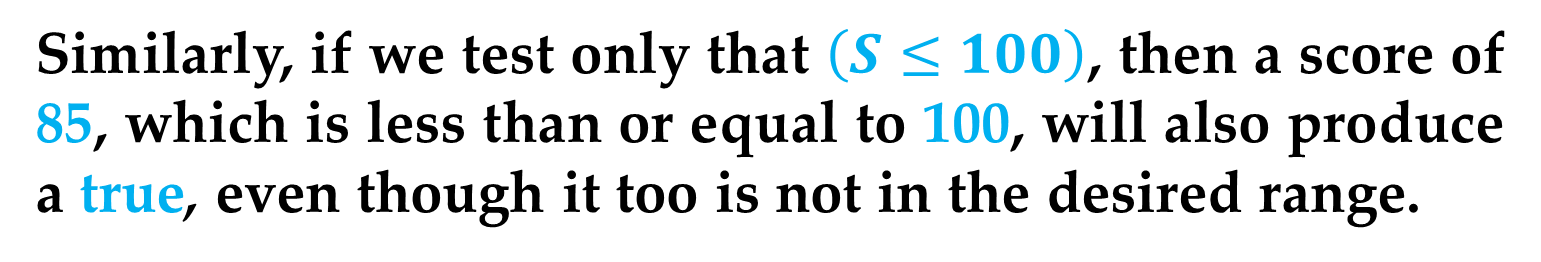 Similarly, if we test only that (S ≤ 100), then a score of
85, which is less than or equal to 100, will also produce
a true, even though it too is not in the desired range.